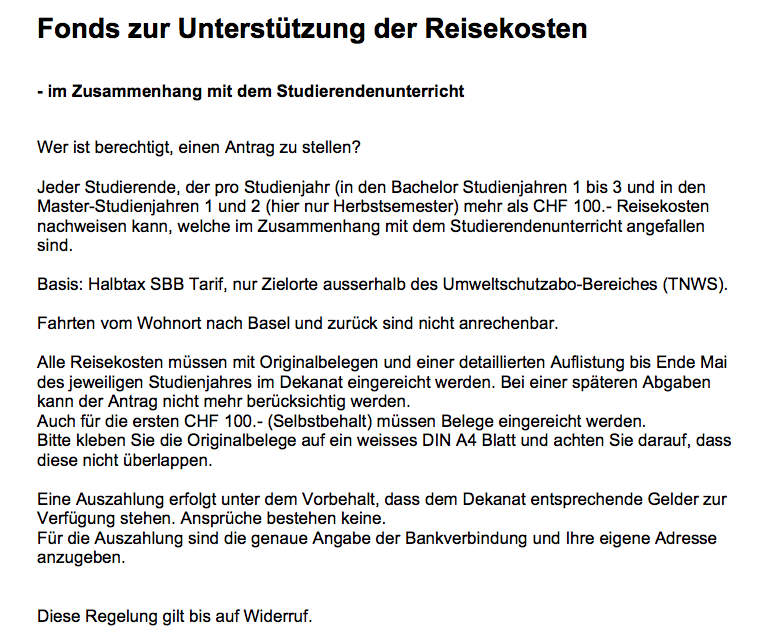 Fonds zur Unterstützung der Reisekosten
- im Zusammenhang mit dem Studierendenunterricht
Wer ist berechtigt, einen Antrag zu stellen?
Jeder Studierende, der pro Studienjahr (in den Bachelor Studienjahren 1 bis 3 und in den
Master-Studienjahren 1 und 2 (hier nur Herbstsemester) mehr als CHF 100.- Reisekosten
nachweisen kann, welche im Zusammenhang mit dem Studierendenunterricht angefallen
sind.
Basis: Halbtax SBB Tarif, nur Zielorte ausserhalb des Umweltschutzabo-Bereiches (TNWS).
Fahrten vom Wohnort nach Basel und zurück sind nicht anrechenbar.
Alle Reisekosten müssen mit Originalbelegen und einer detaillierten Auflistung bis Ende Mai
des jeweiligen Studienjahres im Dekanat eingereicht werden. Bei einer späteren Abgaben
kann der Antrag nicht mehr berücksichtig werden.
Auch für die ersten CHF 100.- (Selbstbehalt) müssen Belege eingereicht werden.
Bitte kleben Sie die Originalbelege auf ein weisses DIN A4 Blatt und achten Sie darauf, dass
diese nicht überlappen.
Eine Auszahlung erfolgt unter dem Vorbehalt, dass dem Dekanat entsprechende Gelder zur
Verfügung stehen. Ansprüche bestehen keine.
Für die Auszahlung sind die genaue Angabe der Bankverbindung und Ihre eigene Adresse
anzugeben.
Diese Regelung gilt bis auf Widerruf.